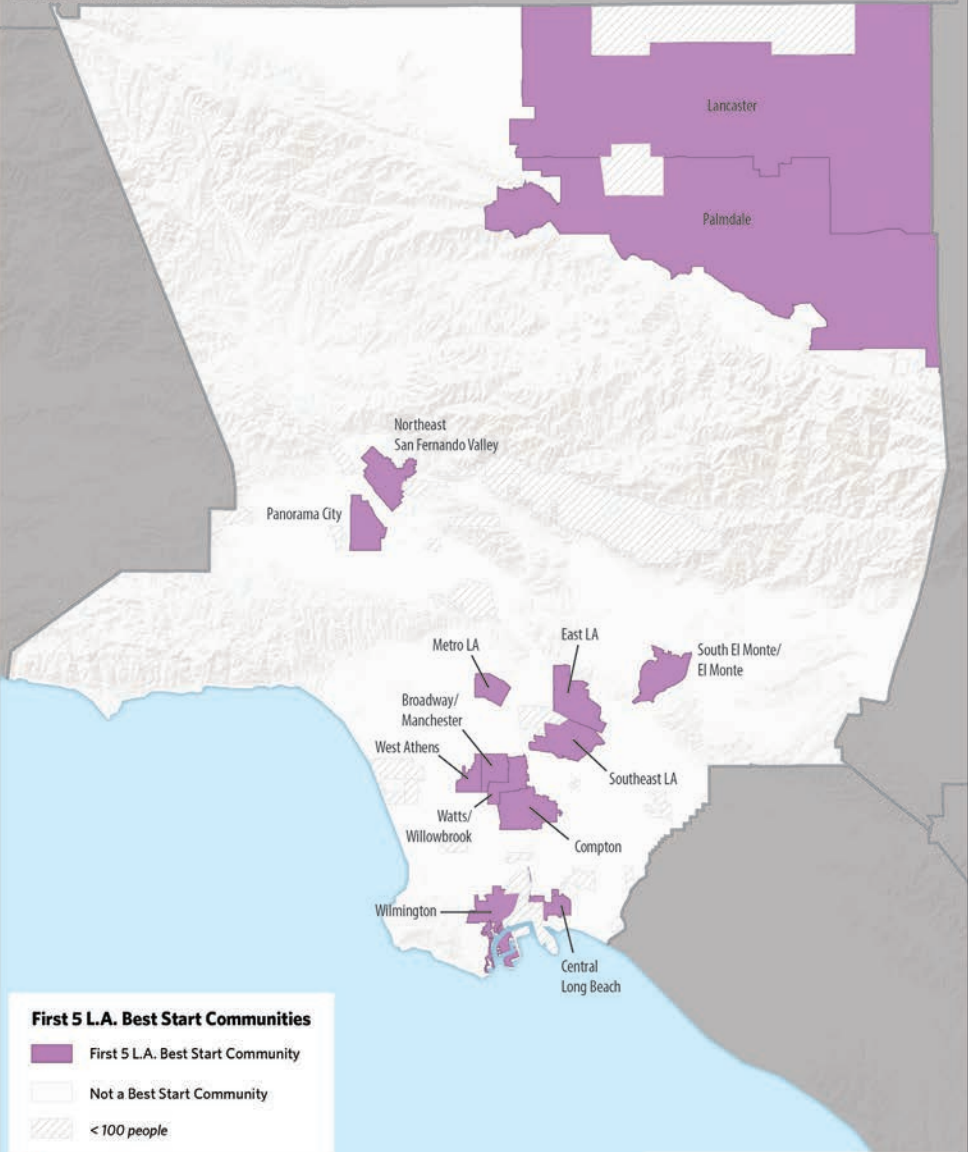 Lancaster
Palmdale
Northeast
San Fernando Valley
Panorama City
Metro LA
East LA
South El Monte/
El Monte
Broadway/
Manchester
West Athens
Southeast LA
Watts/
Willowbrook
Compton
Wilmington
Central
Long Beach
First 5 L.A. Best Start Communities
First 5 L.A. Best Start Community
Not a Best Start Community
< 100 people